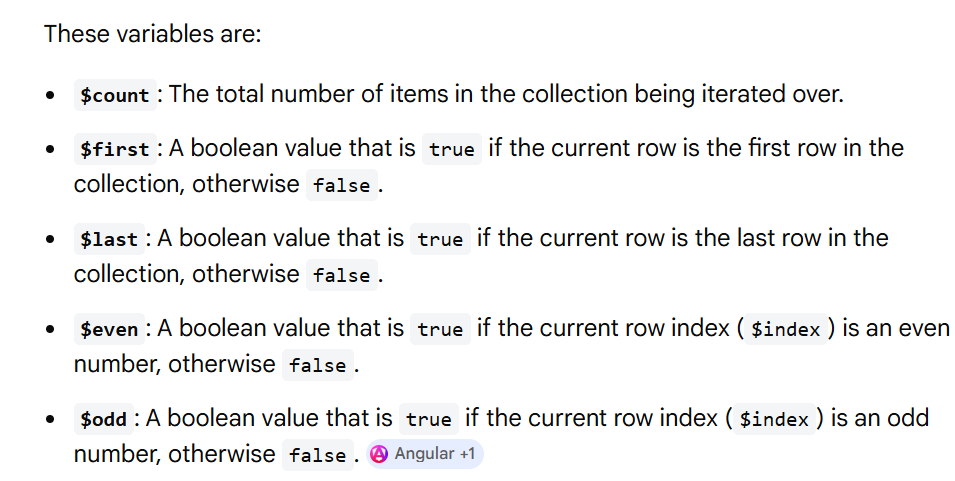 These variables are:
• $count : The total number of items in the collection being iterated over.
• $first : A boolean value that is true if the current row is the first row in the
collection, otherwise false .
• $last : A boolean value that is true if the current row is the last row in the
collection, otherwise false .
• $even : A boolean value that is true if the current row index ( $index ) is an even
number, otherwise false .
• $odd : A boolean value that is true if the current row index ( $index ) is an odd
number, otherwise false . Angular +1